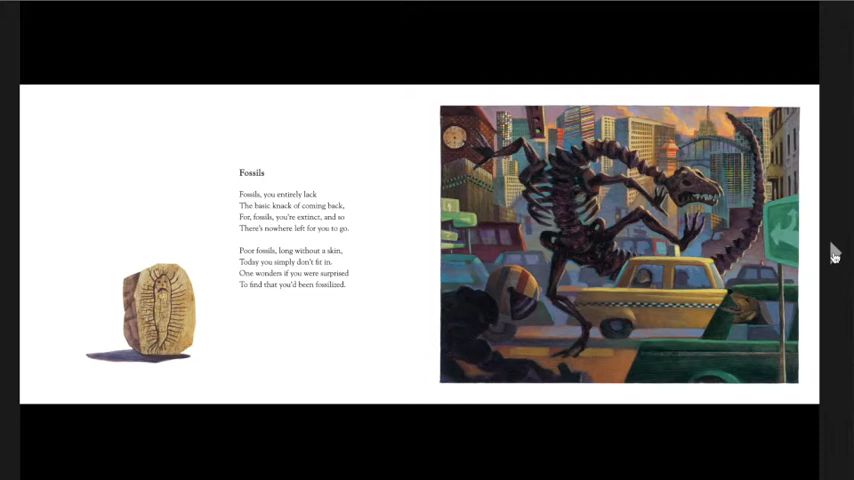 Fossils
Fossils, you entirely lack
The basic knack of coming back,
For, fossils, you're extinct, and so
There's nowhere left for you to go.
Poor fossils, long without a skin,
Today you simply don't fit in.
One wonders if you were surprised
To find that you'd been fossilized.